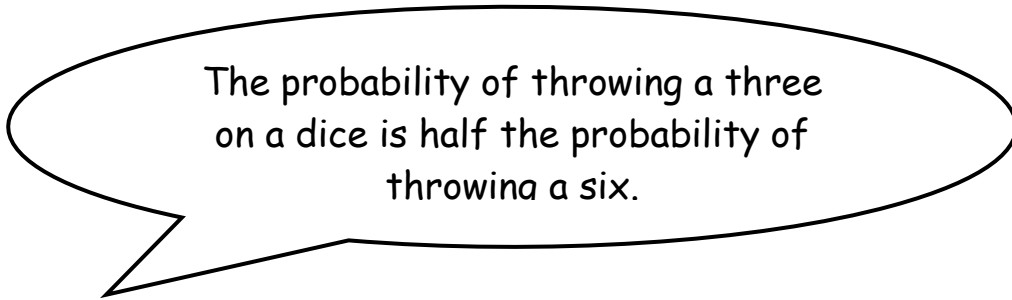 The probability of throwing a three
on a dice is half the probability of
throwing a six.